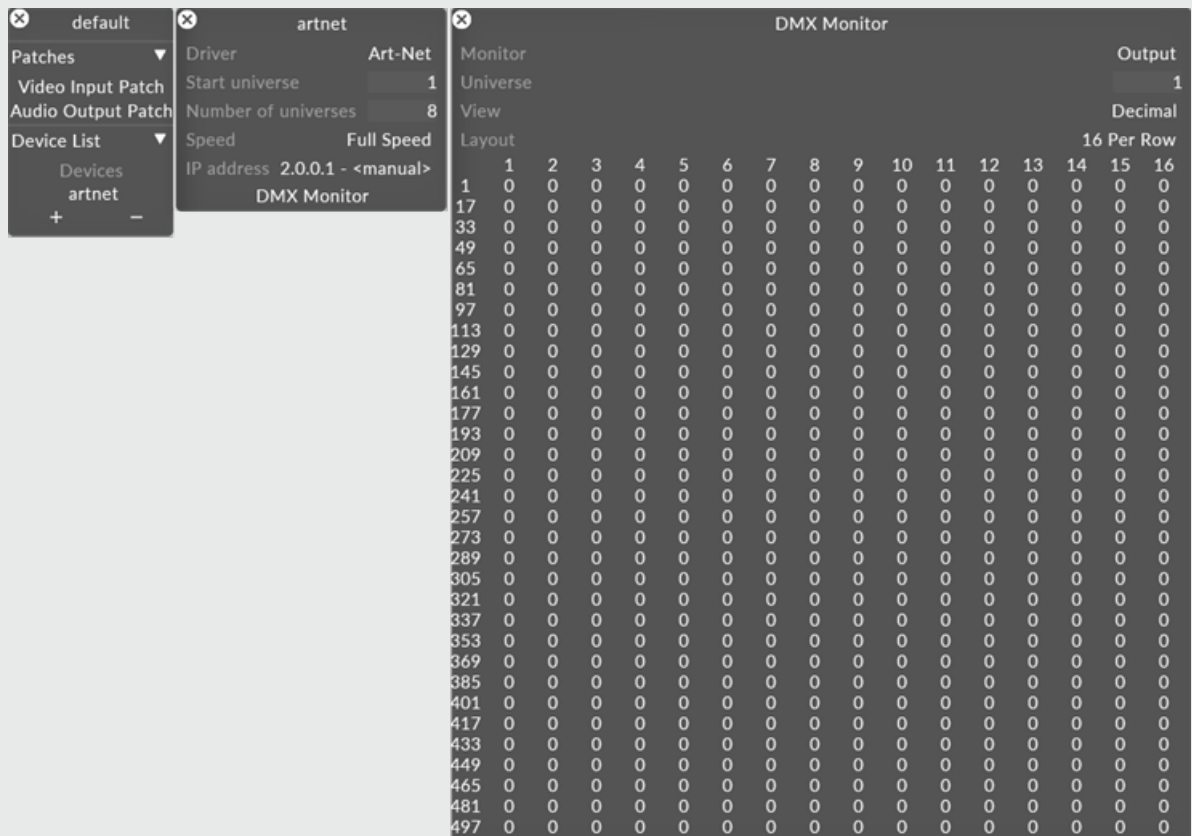 default
Patches ▼
Video Input Patch
Audio Output Patch
Device List ▼
Devices
artnet
+ −
artnet
Driver Art-Net
Start universe 1
Number of universes 8
Speed Full Speed
IP address 2.0.0.1 - <manual>
DMX Monitor
DMX Monitor
Monitor Output
Universe 1
View Decimal
Layout 16 Per Row
1 2 3 4 5 6 7 8 9 10 11 12 13 14 15 16
1 0 0 0 0 0 0 0 0 0 0 0 0 0 0 0 0
17 0 0 0 0 0 0 0 0 0 0 0 0 0 0 0 0
33 0 0 0 0 0 0 0 0 0 0 0 0 0 0 0 0
49 0 0 0 0 0 0 0 0 0 0 0 0 0 0 0 0
65 0 0 0 0 0 0 0 0 0 0 0 0 0 0 0 0
81 0 0 0 0 0 0 0 0 0 0 0 0 0 0 0 0
97 0 0 0 0 0 0 0 0 0 0 0 0 0 0 0 0
113 0 0 0 0 0 0 0 0 0 0 0 0 0 0 0 0
129 0 0 0 0 0 0 0 0 0 0 0 0 0 0 0 0
145 0 0 0 0 0 0 0 0 0 0 0 0 0 0 0 0
161 0 0 0 0 0 0 0 0 0 0 0 0 0 0 0 0
177 0 0 0 0 0 0 0 0 0 0 0 0 0 0 0 0
193 0 0 0 0 0 0 0 0 0 0 0 0 0 0 0 0
209 0 0 0 0 0 0 0 0 0 0 0 0 0 0 0 0
225 0 0 0 0 0 0 0 0 0 0 0 0 0 0 0 0
241 0 0 0 0 0 0 0 0 0 0 0 0 0 0 0 0
257 0 0 0 0 0 0 0 0 0 0 0 0 0 0 0 0
273 0 0 0 0 0 0 0 0 0 0 0 0 0 0 0 0
289 0 0 0 0 0 0 0 0 0 0 0 0 0 0 0 0
305 0 0 0 0 0 0 0 0 0 0 0 0 0 0 0 0
321 0 0 0 0 0 0 0 0 0 0 0 0 0 0 0 0
337 0 0 0 0 0 0 0 0 0 0 0 0 0 0 0 0
353 0 0 0 0 0 0 0 0 0 0 0 0 0 0 0 0
369 0 0 0 0 0 0 0 0 0 0 0 0 0 0 0 0
385 0 0 0 0 0 0 0 0 0 0 0 0 0 0 0 0
401 0 0 0 0 0 0 0 0 0 0 0 0 0 0 0 0
417 0 0 0 0 0 0 0 0 0 0 0 0 0 0 0 0
433 0 0 0 0 0 0 0 0 0 0 0 0 0 0 0 0
449 0 0 0 0 0 0 0 0 0 0 0 0 0 0 0 0
465 0 0 0 0 0 0 0 0 0 0 0 0 0 0 0 0
481 0 0 0 0 0 0 0 0 0 0 0 0 0 0 0 0
497 0 0 0 0 0 0 0 0 0 0 0 0 0 0 0 0